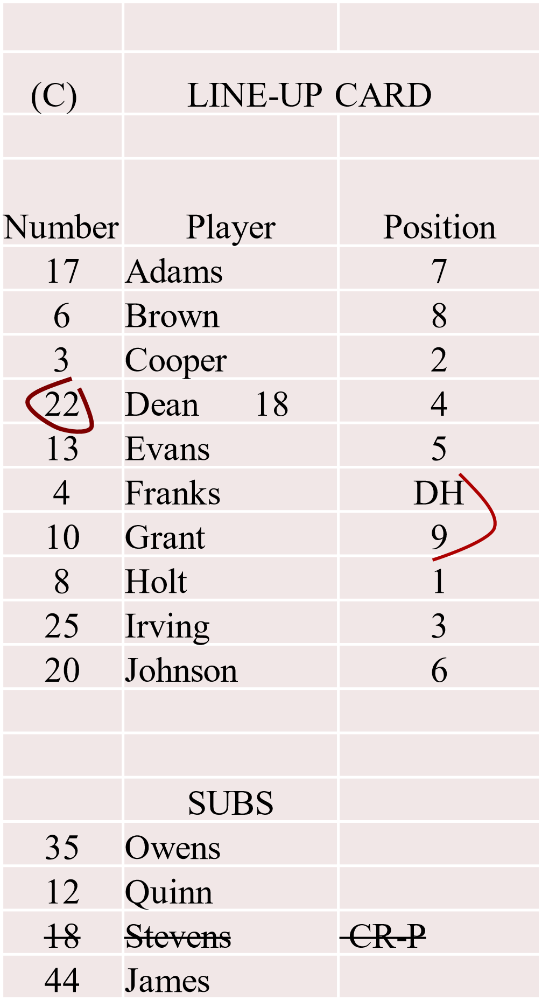 (C) LINE-UP CARD
Number Player Position
17 Adams 7
6 Brown 8
3 Cooper 2
22 Dean 18 4
13 Evans 5
4 Franks DH
10 Grant 9
8 Holt 1
25 Irving 3
20 Johnson 6
SUBS
35 Owens
12 Quinn
18 Stevens CR-P
44 James